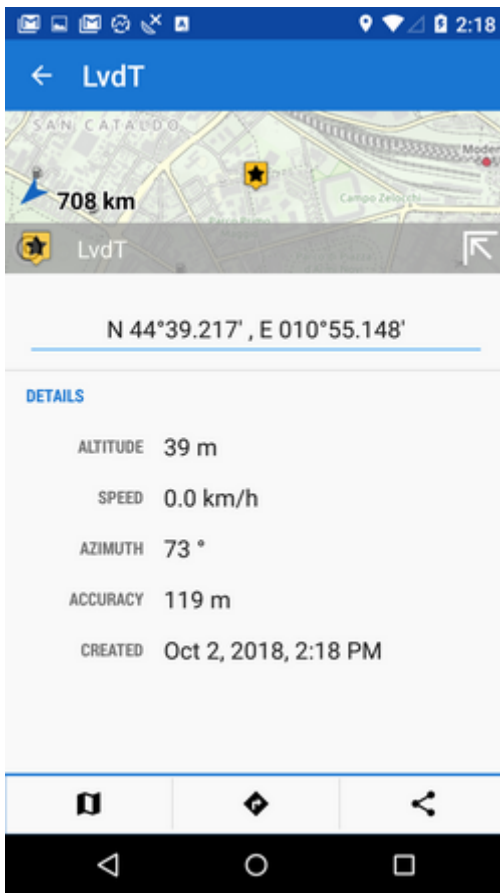 2:18
LvdT
SAN CATALDO
Moden
708 km
Campo Zelocchi
LvdT
N 44°39.217' , E 010°55.148'
DETAILS
ALTITUDE 39 m
SPEED 0.0 km/h
AZIMUTH 73 °
ACCURACY 119 m
CREATED Oct 2, 2018, 2:18 PM